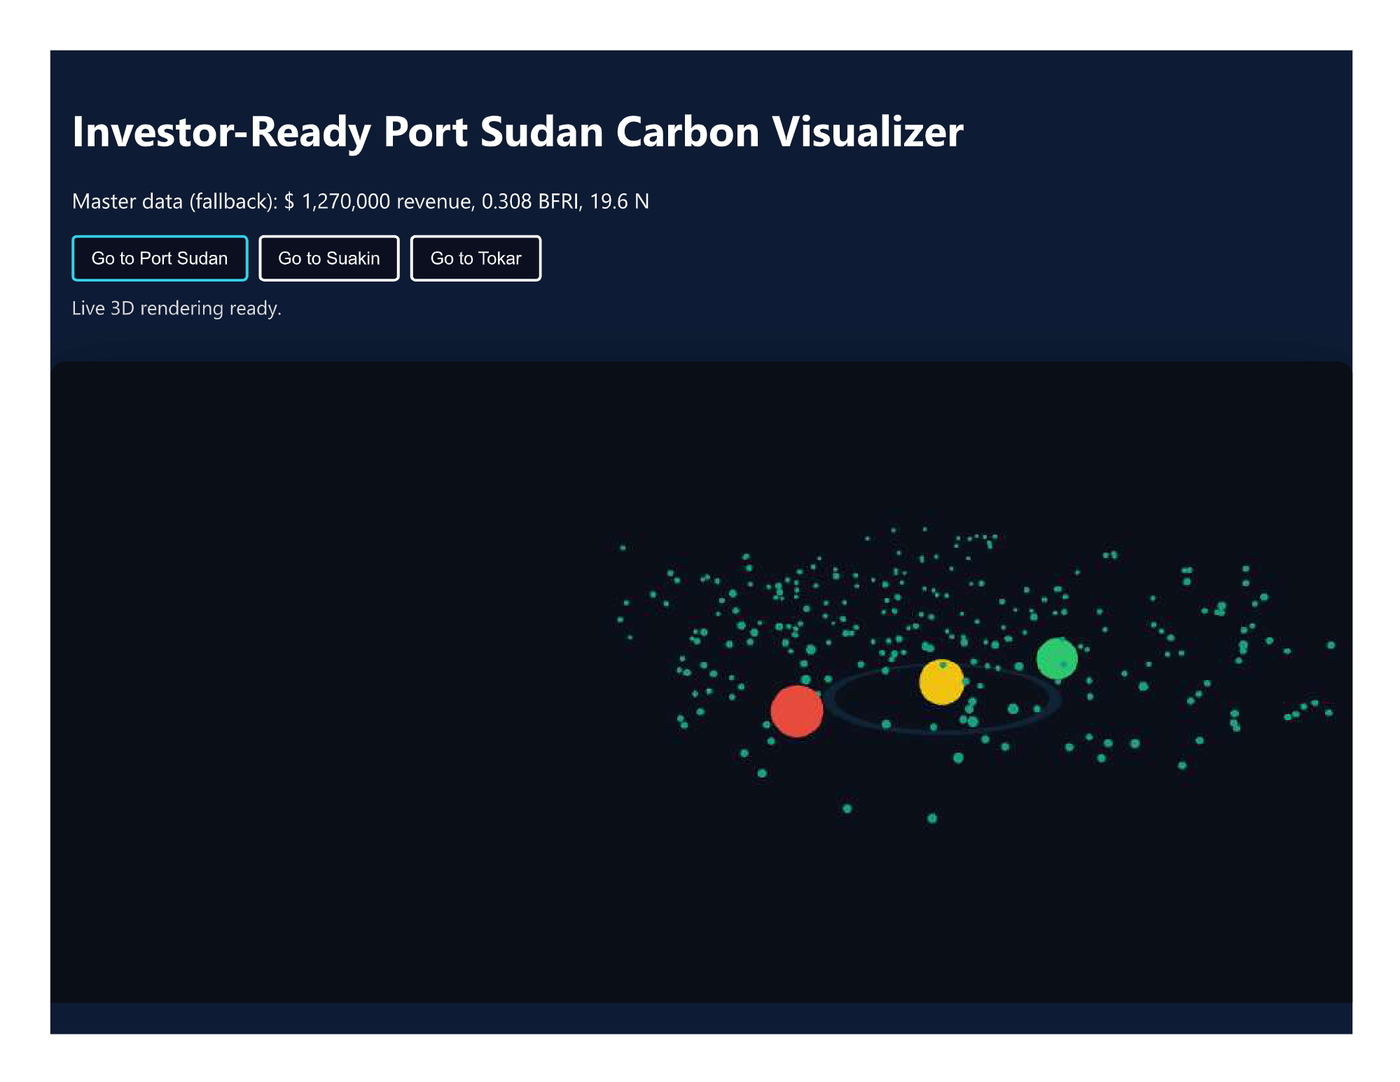 Investor-Ready Port Sudan Carbon Visualizer
Master data (fallback): $ 1,270,000 revenue, 0.308 BFRI, 19.6 N
Go to Port Sudan Go to Suakin Go to Tokar
Live 3D rendering ready.